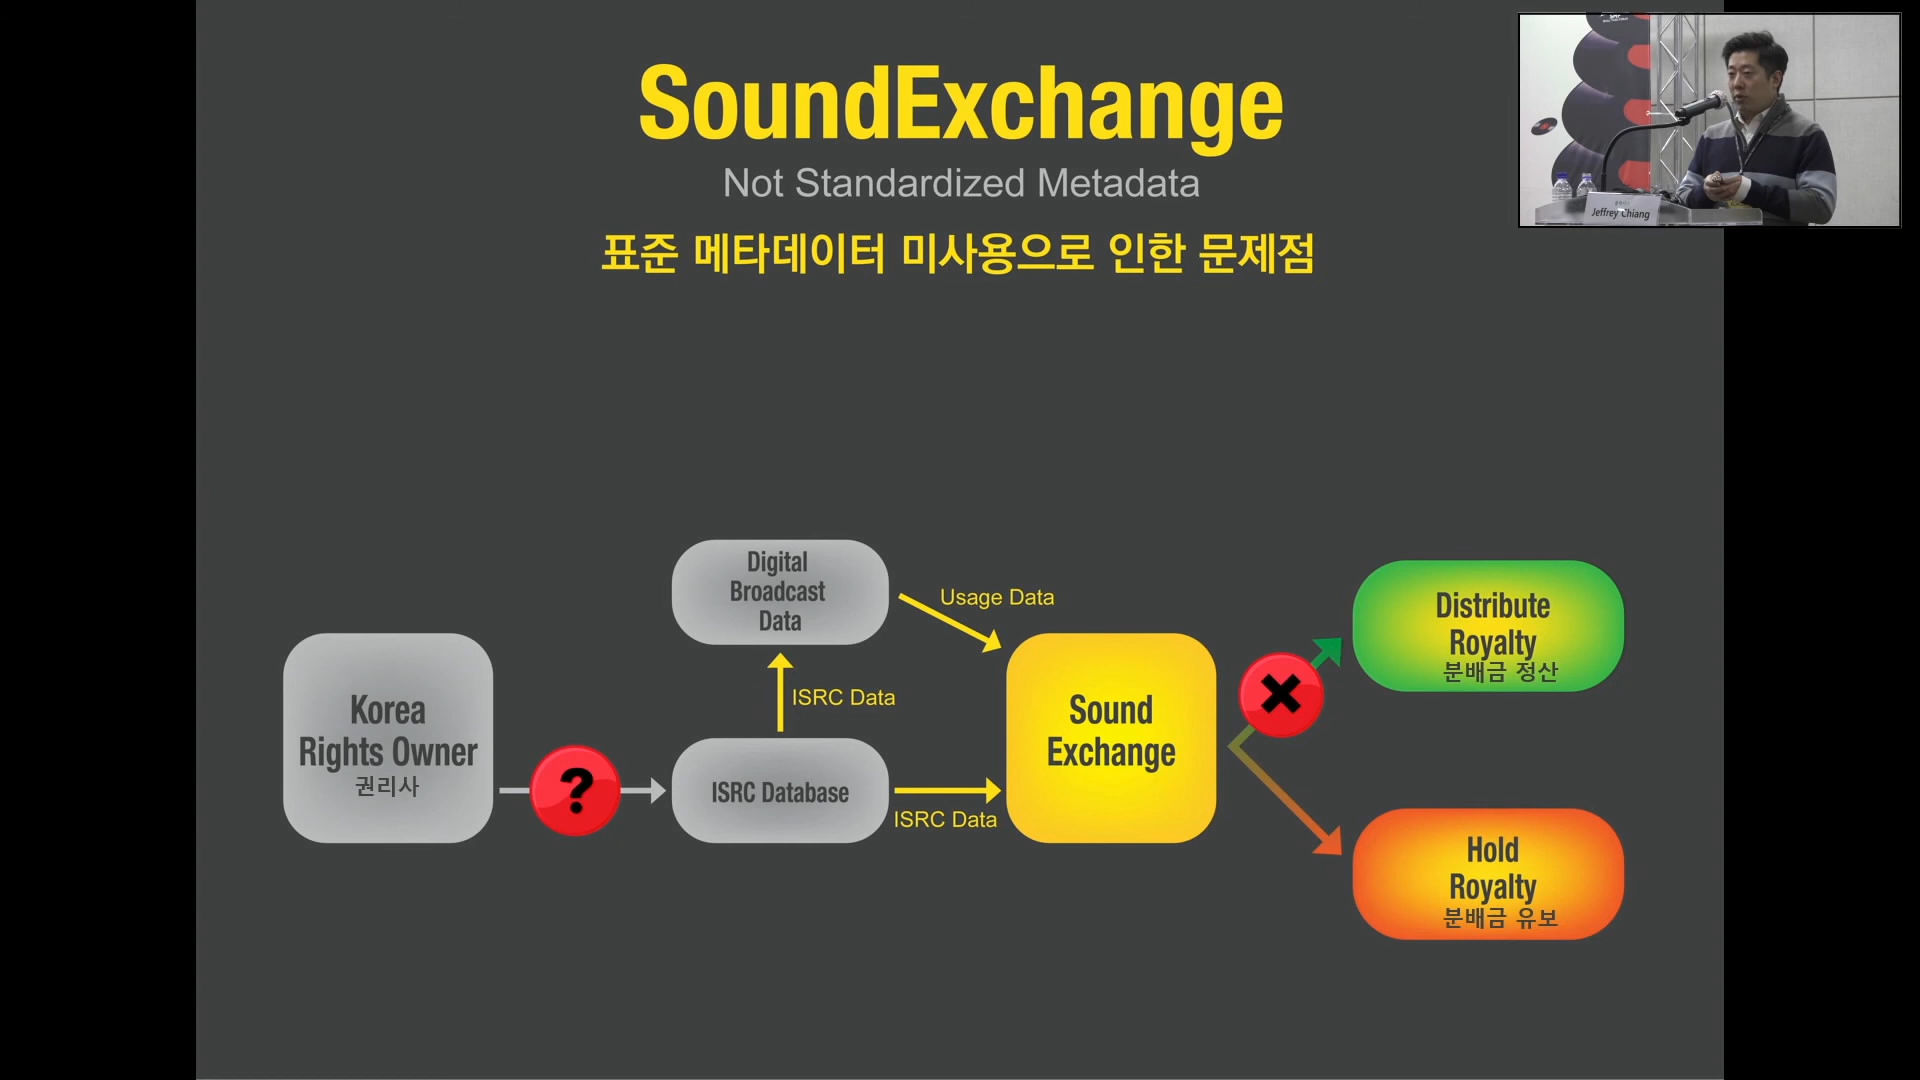 SoundExchange
Not Standardized Metadata
표준 메타데이터 미사용으로 인한 문제점
Jeffrey Chiang
Digital
Broadcast
Data
Usage Data
Korea
Rights Owner
권리사
?
ISRC Data
ISRC Database
ISRC Data
Sound
Exchange
Distribute
Royalty
분배금 정산
Hold
Royalty
분배금 유보